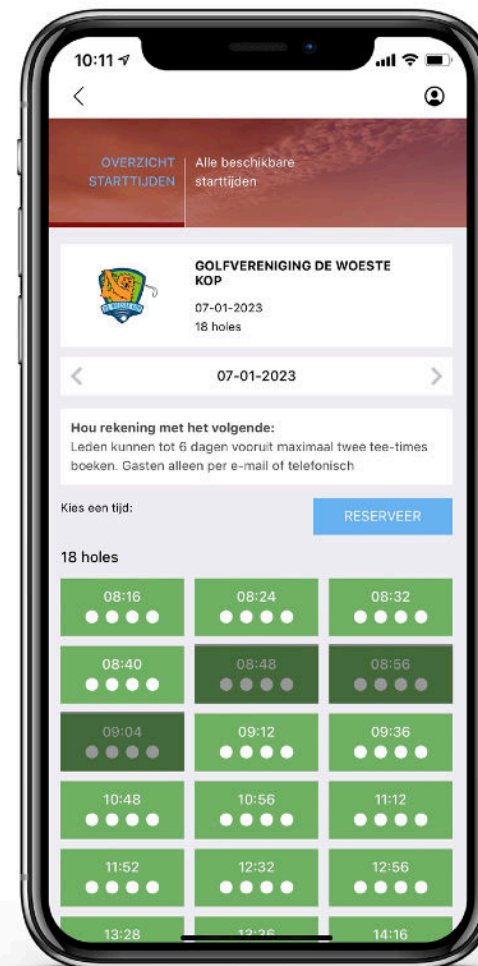 10:11
OVERZICHT
STARTTIJDEN
Alle beschikbare
starttijden
GOLFVERENIGING DE WOESTE
KOP
07-01-2023
18 holes
07-01-2023
Hou rekening met het volgende:
Leden kunnen tot 6 dagen vooruit maximaal twee tee-times
boeken. Gasten alleen per e-mail of telefonisch
Kies een tijd:
RESERVEER
18 holes
08:16 08:24 08:32
08:40 08:48 08:56
09:04 09:12 09:36
10:48 10:56 11:12
11:52 12:32 12:56
13:28 13:36 14:16